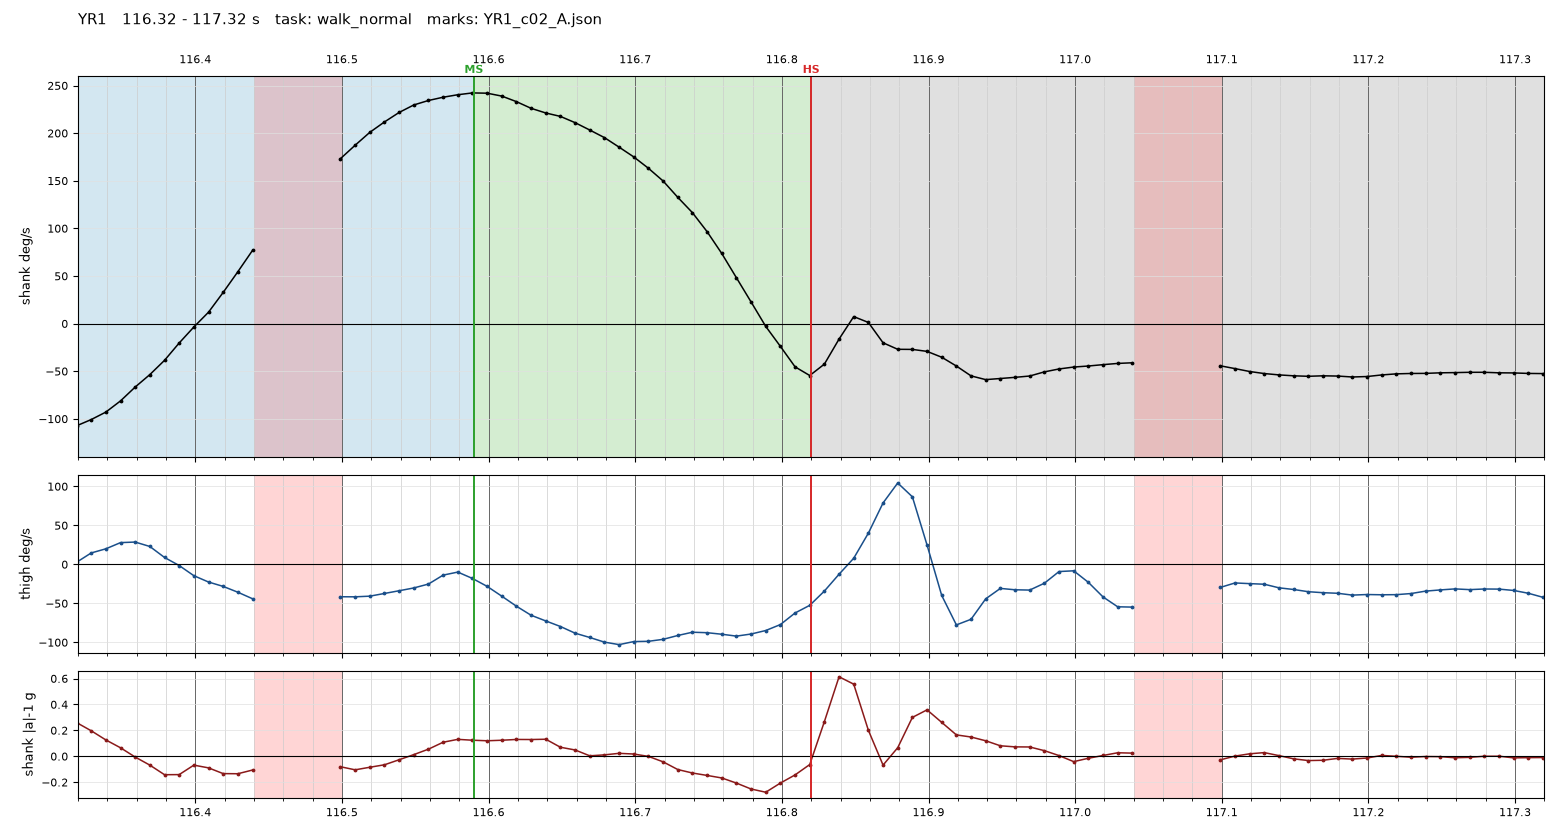 YR1   116.32 - 117.32 s   task: walk_normal   marks: YR1_c02_A.json
116.4 116.5 116.6 116.7 116.8 116.9 117.0 117.1 117.2 117.3
MS HS
shank deg/s
250
200
150
100
50
0
−50
−100
thigh deg/s
100
50
0
−50
−100
shank |a|-1 g
0.6
0.4
0.2
0.0
−0.2
116.4 116.5 116.6 116.7 116.8 116.9 117.0 117.1 117.2 117.3